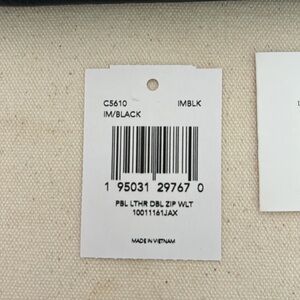 C5610 IMBLK
IM/BLACK
1 95031 29767 0
PBL LTHR DBL ZIP WLT
10011161JAX
MADE IN VIETNAM